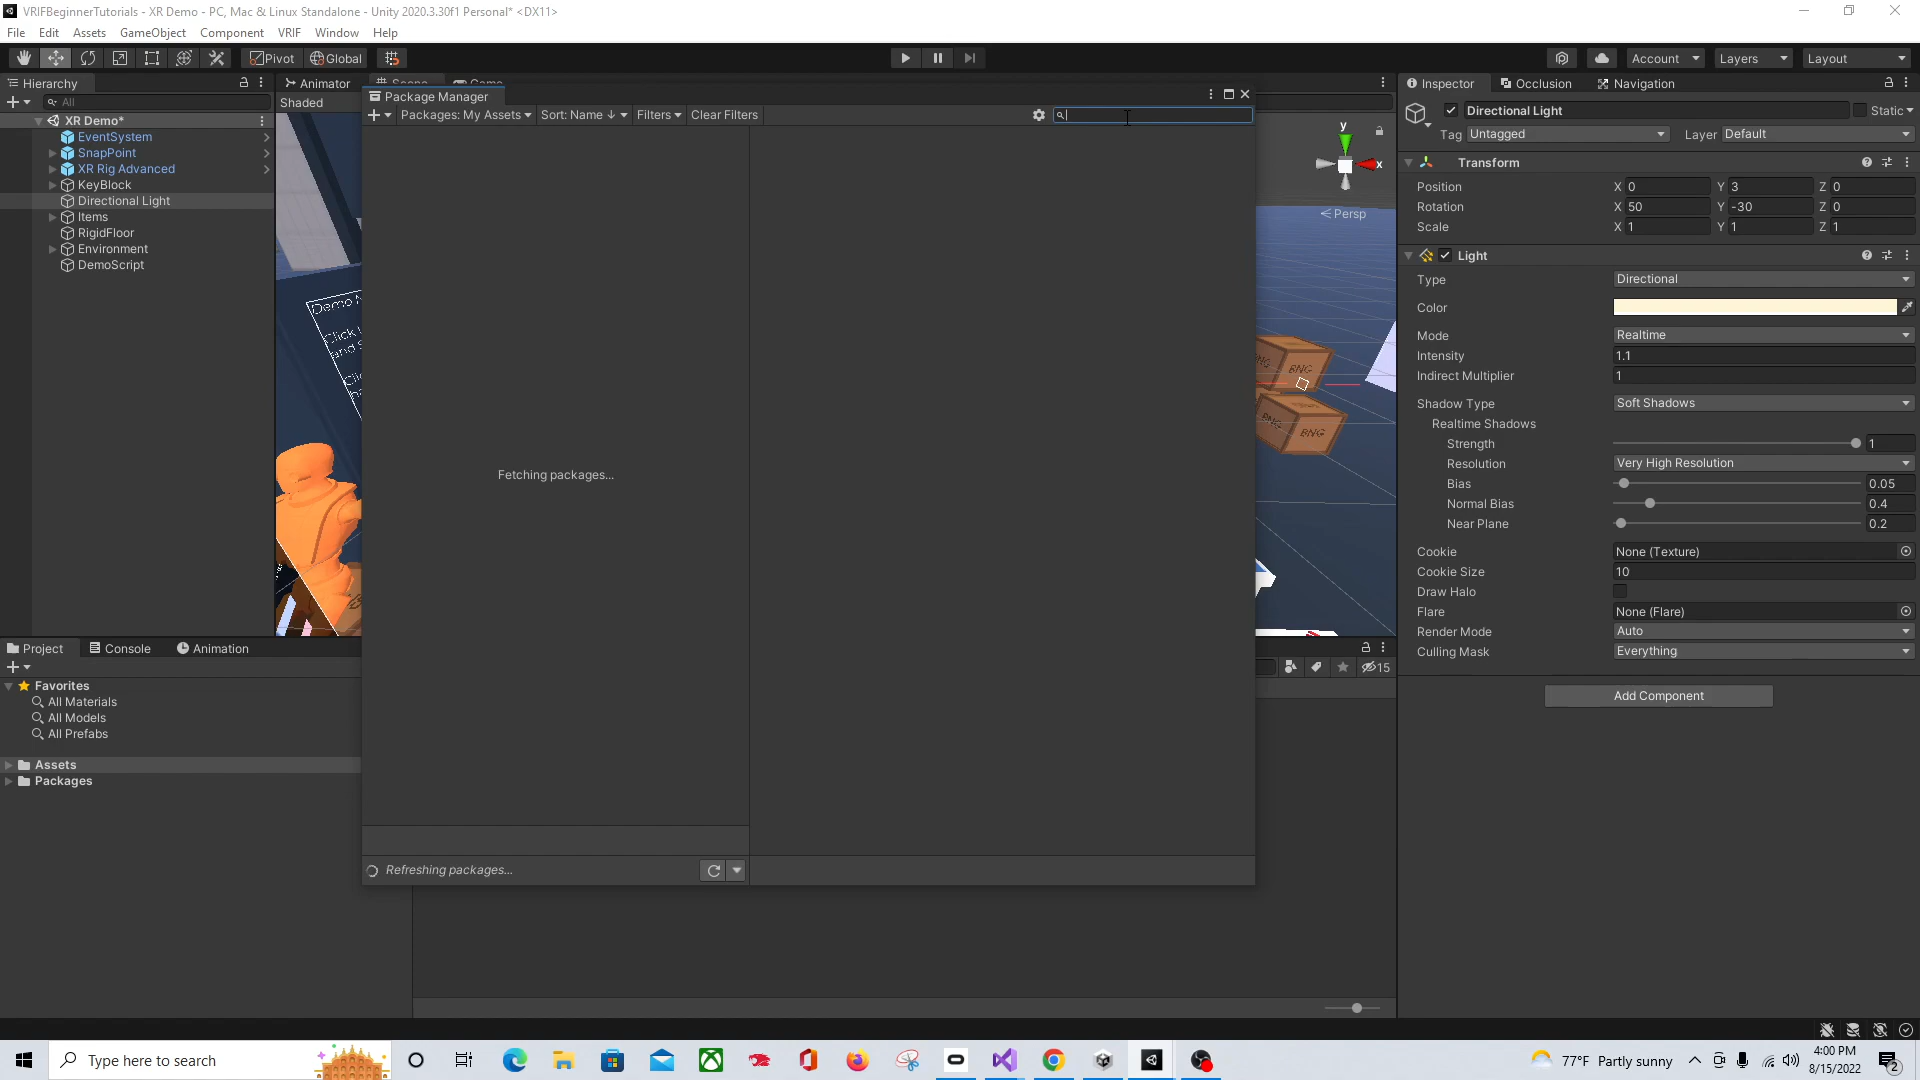 VRIFBeginnerTutorials - XR Demo - PC, Mac & Linux Standalone - Unity 2020.3.30f1 Personal* <DX11>
File Edit Assets GameObject Component VRIF Window Help
Pivot Global Account Layers Layout
Hierarchy Animator Scene Game
Inspector Occlusion Navigation
All Shaded
Package Manager
Packages: My Assets Sort: Name ↓ Filters Clear Filters
Directional Light Static
Tag Untagged Layer Default
XR Demo*
EventSystem
SnapPoint
XR Rig Advanced
KeyBlock
Directional Light
Items
RigidFloor
Environment
DemoScript
y
x
Persp
Fetching packages...
Refreshing packages...
BNG
BNG
BNG
BNG
Click
Transform
Position X 0 Y 3 Z 0
Rotation X 50 Y -30 Z 0
Scale X 1 Y 1 Z 1
Light
Type Directional
Color
Mode Realtime
Intensity 1.1
Indirect Multiplier 1
Shadow Type Soft Shadows
Realtime Shadows
Strength 1
Resolution Very High Resolution
Bias 0.05
Normal Bias 0.4
Near Plane 0.2
Cookie None (Texture)
Cookie Size 10
Draw Halo
Flare None (Flare)
Render Mode Auto
Culling Mask Everything
Add Component
Project Console Animation
15
Favorites
All Materials
All Models
All Prefabs
Assets
Packages
Type here to search
77°F Partly sunny
4:00 PM
8/15/2022
2